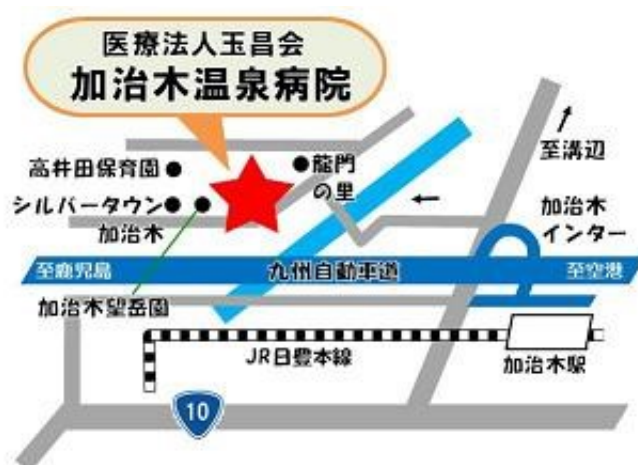 医療法人玉昌会
加治木温泉病院
高井田保育園
龍門
の里
至溝辺
シルバータウン
加治木
加治木
インター
至鹿児島
九州自動車道
至空港
加治木望岳園
JR日豊本線
加治木駅
10